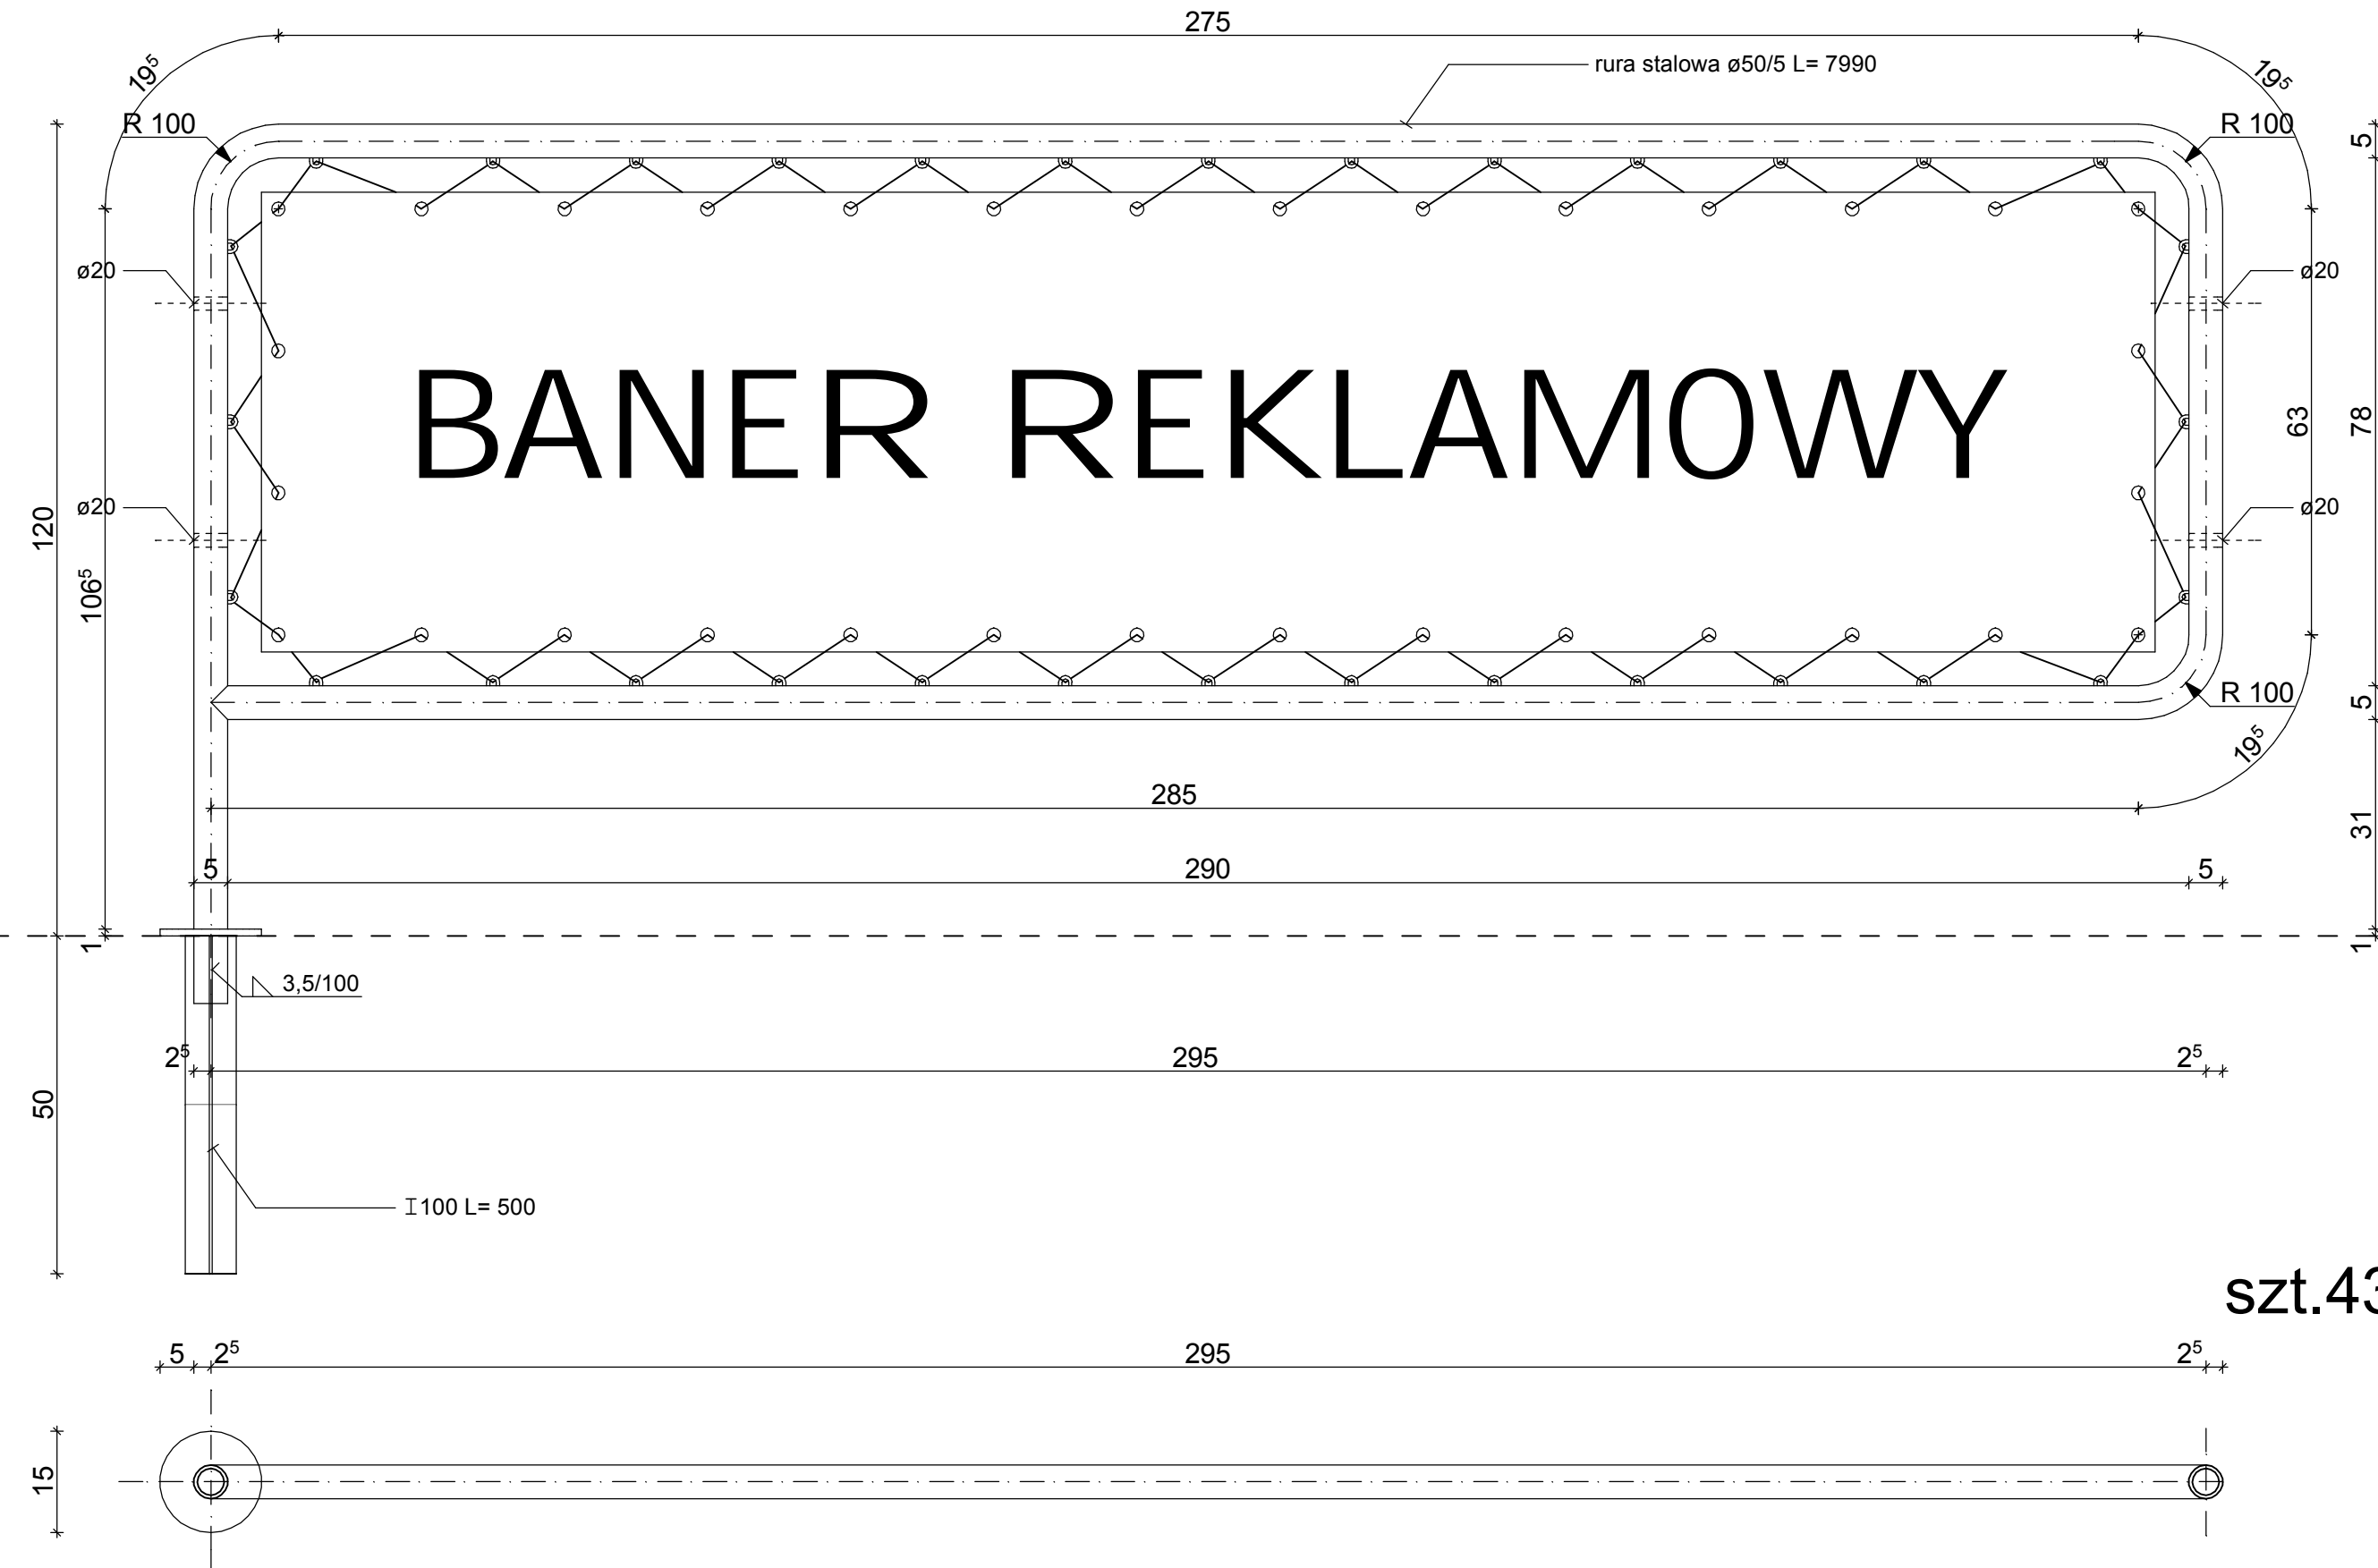 275
19⁵
19⁵
rura stalowa ø50/5 L= 7990
R 100
R 100
5
ø20
ø20
BANER REKLAMOWY
63
78
120
106⁵
ø20
ø20
R 100
5
19⁵
285
31
5
290
5
1
1
3,5/100
2⁵
295
2⁵
50
I100 L= 500
szt.43
5
2⁵
295
2⁵
15